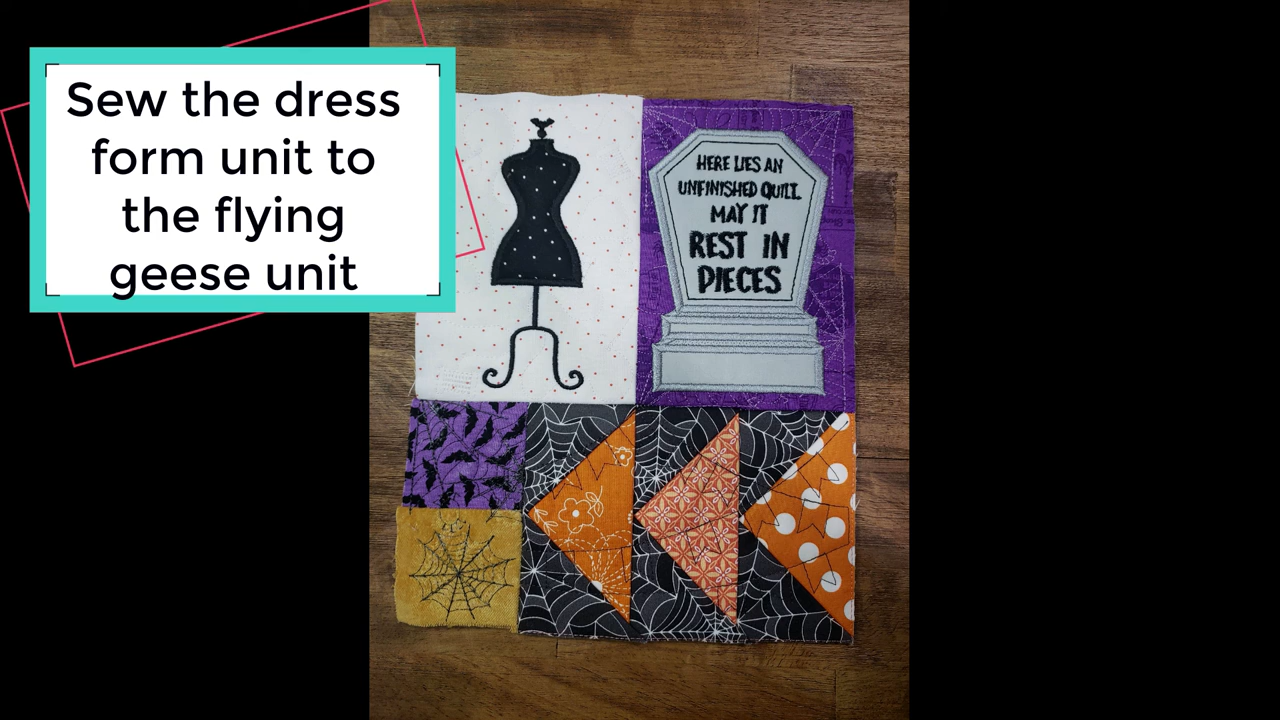 Sew the dress
form unit to
the flying
geese unit
HERE LIES AN
UNFINISHED QUILT.
MAY IT
REST IN
PIECES